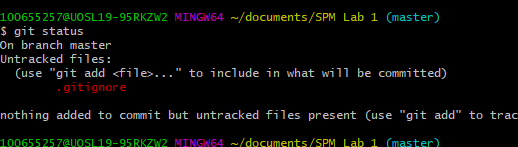 100655257@UOSL19-95RKZW2 MINGW64 ~/documents/SPM Lab 1 (master)
$ git status
On branch master
Untracked files:
  (use "git add <file>..." to include in what will be committed)
        .gitignore

nothing added to commit but untracked files present (use "git add" to trac
100655257@UOSL19-95RKZW2 MINGW64 ~/documents/SPM Lab 1 (master)